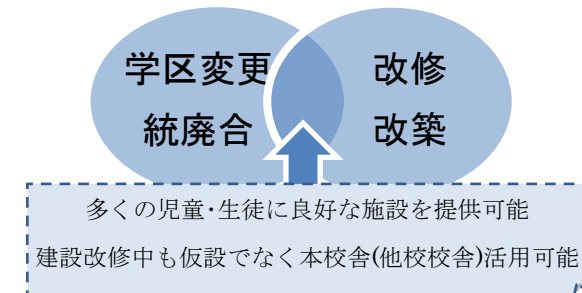 学区変更
統廃合
改修
改築
多くの児童･生徒に良好な施設を提供可能
建設改修中も仮設でなく本校舎(他校校舎)活用可能